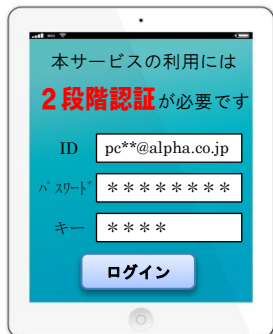 本サービスの利用には
２段階認証が必要です
ID pc**@alpha.co.jp
ﾊﾟｽﾜｰﾄﾞ ＊＊＊＊＊＊＊＊
キー ＊＊＊＊
ログイン